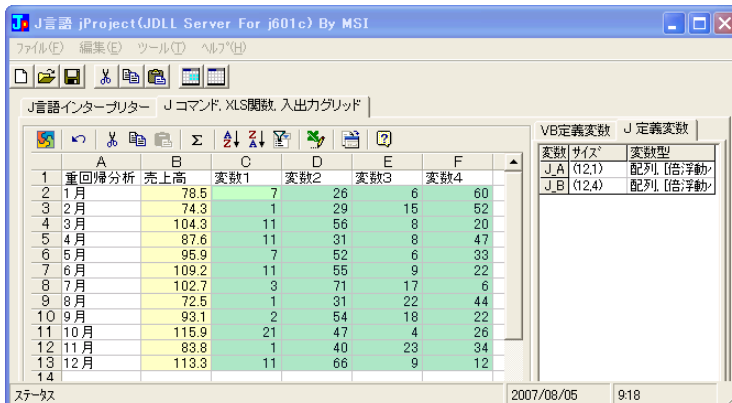 J言語 jProject(JDLL Server For j601c) By MSI
ファイル(F) 編集(E) ツール(T) ヘルプ(H)
J言語インタープリター Jコマンド, XLS関数, 入出力グリッド
VB定義変数 J 定義変数
A B C D E F
1 重回帰分析 売上高 変数1 変数2 変数3 変数4
2 1月 78.5 7 26 6 60
3 2月 74.3 1 29 15 52
4 3月 104.3 11 56 8 20
5 4月 87.6 11 31 8 47
6 5月 95.9 7 52 6 33
7 6月 109.2 11 55 9 22
8 7月 102.7 3 71 17 6
9 8月 72.5 1 31 22 44
10 9月 93.1 2 54 18 22
11 10月 115.9 21 47 4 26
12 11月 83.8 1 40 23 34
13 12月 113.3 11 66 9 12
14
変数 サイズ 変数型
J_A (12,1) 配列, [倍浮動
J_B (12,4) 配列, [倍浮動
ステータス 2007/08/05 9:18